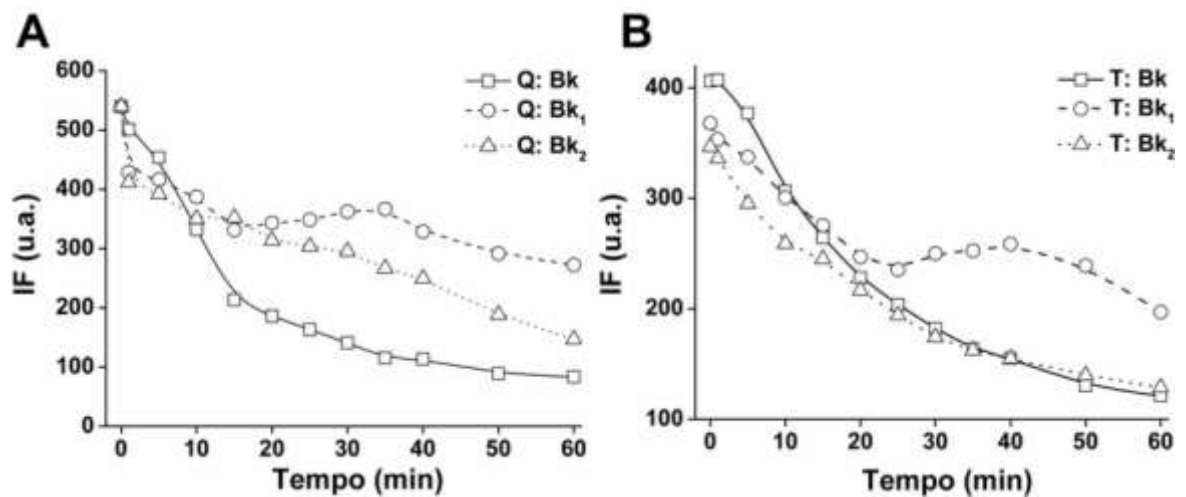 A
B
600
500
400
300
200
100
0
IF (u.a.)
Q: Bk
Q: Bk₁
Q: Bk₂
0 10 20 30 40 50 60
Tempo (min)
400
300
200
100
IF (u.a.)
T: Bk
T: Bk₁
T: Bk₂
0 10 20 30 40 50 60
Tempo (min)